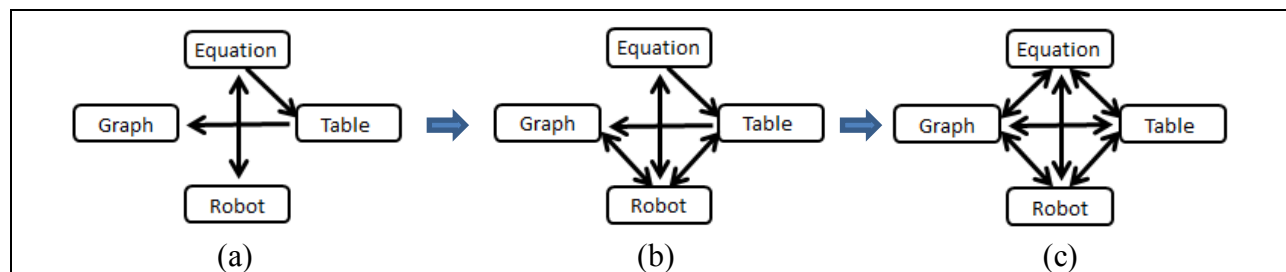 Equation
Graph
Table
Robot
(a)
Equation
Graph
Table
Robot
(b)
Equation
Graph
Table
Robot
(c)